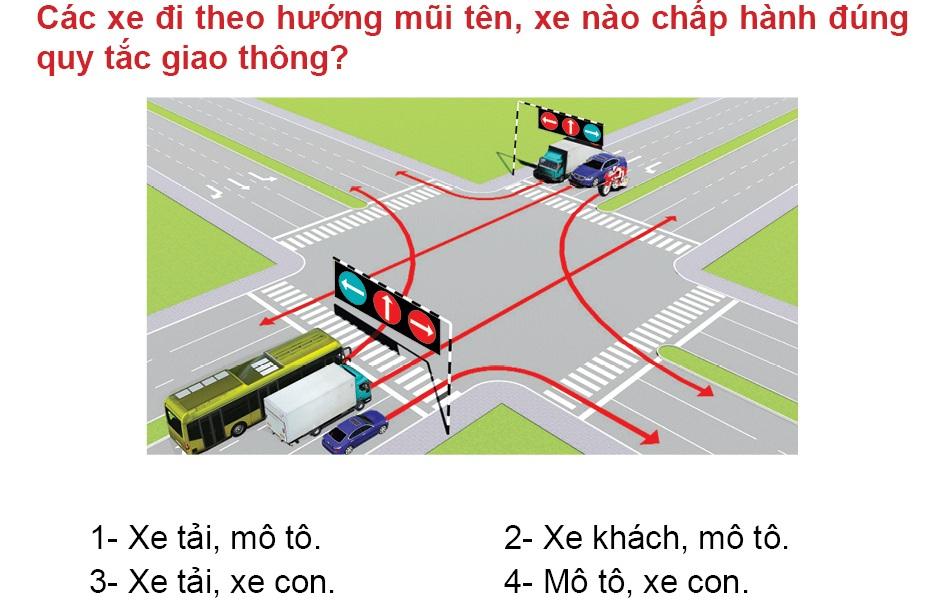 Các xe đi theo hướng mũi tên, xe nào chấp hành đúng
quy tắc giao thông?
1- Xe tải, mô tô.
2- Xe khách, mô tô.
3- Xe tải, xe con.
4- Mô tô, xe con.